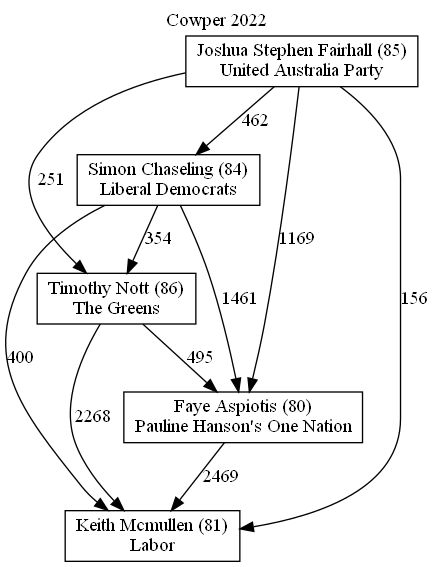 Cowper 2022
Joshua Stephen Fairhall (85)
United Australia Party
462
Simon Chaseling (84)
Liberal Democrats
251
354
1169
Timothy Nott (86)
The Greens
1461
156
400
495
Faye Aspiotis (80)
Pauline Hanson's One Nation
2268
2469
Keith Mcmullen (81)
Labor